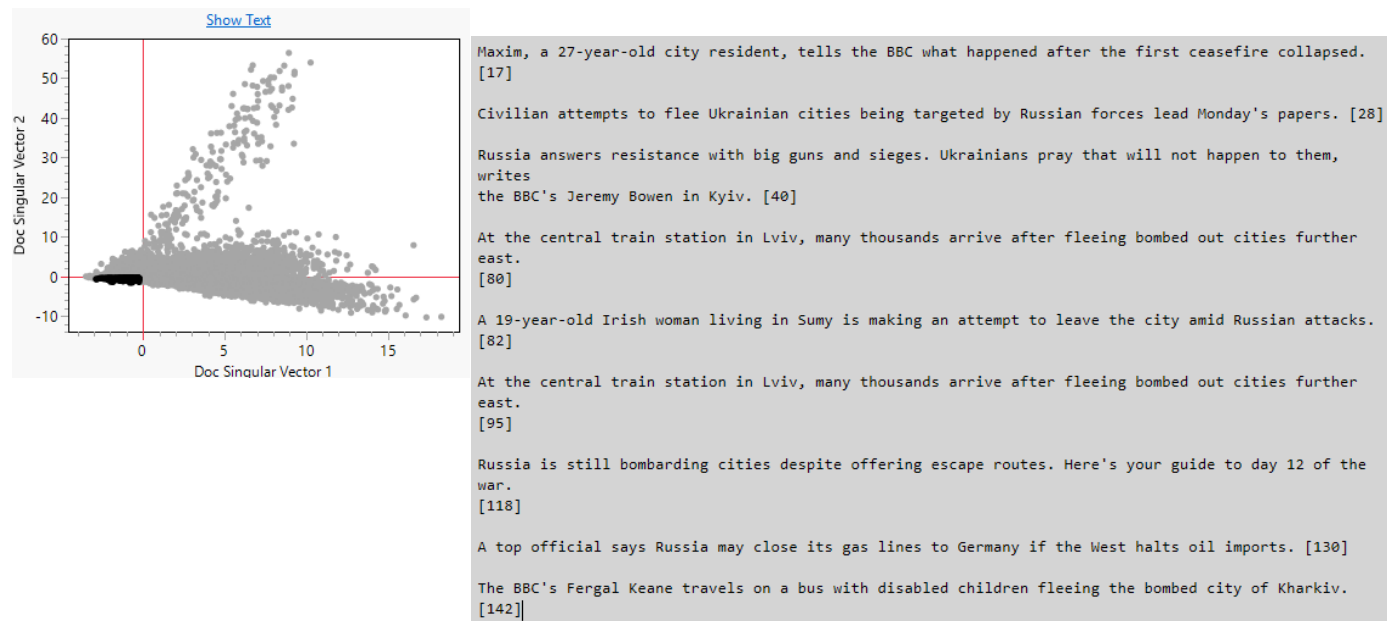 Show Text
60
50
40
30
20
10
0
-10
Doc Singular Vector 2
0 5 10 15
Doc Singular Vector 1
Maxim, a 27-year-old city resident, tells the BBC what happened after the first ceasefire collapsed.
[17]
Civilian attempts to flee Ukrainian cities being targeted by Russian forces lead Monday's papers. [28]
Russia answers resistance with big guns and sieges. Ukrainians pray that will not happen to them,
writes
the BBC's Jeremy Bowen in Kyiv. [40]
At the central train station in Lviv, many thousands arrive after fleeing bombed out cities further
east.
[80]
A 19-year-old Irish woman living in Sumy is making an attempt to leave the city amid Russian attacks.
[82]
At the central train station in Lviv, many thousands arrive after fleeing bombed out cities further
east.
[95]
Russia is still bombarding cities despite offering escape routes. Here's your guide to day 12 of the
war.
[118]
A top official says Russia may close its gas lines to Germany if the West halts oil imports. [130]
The BBC's Fergal Keane travels on a bus with disabled children fleeing the bombed city of Kharkiv.
[142]